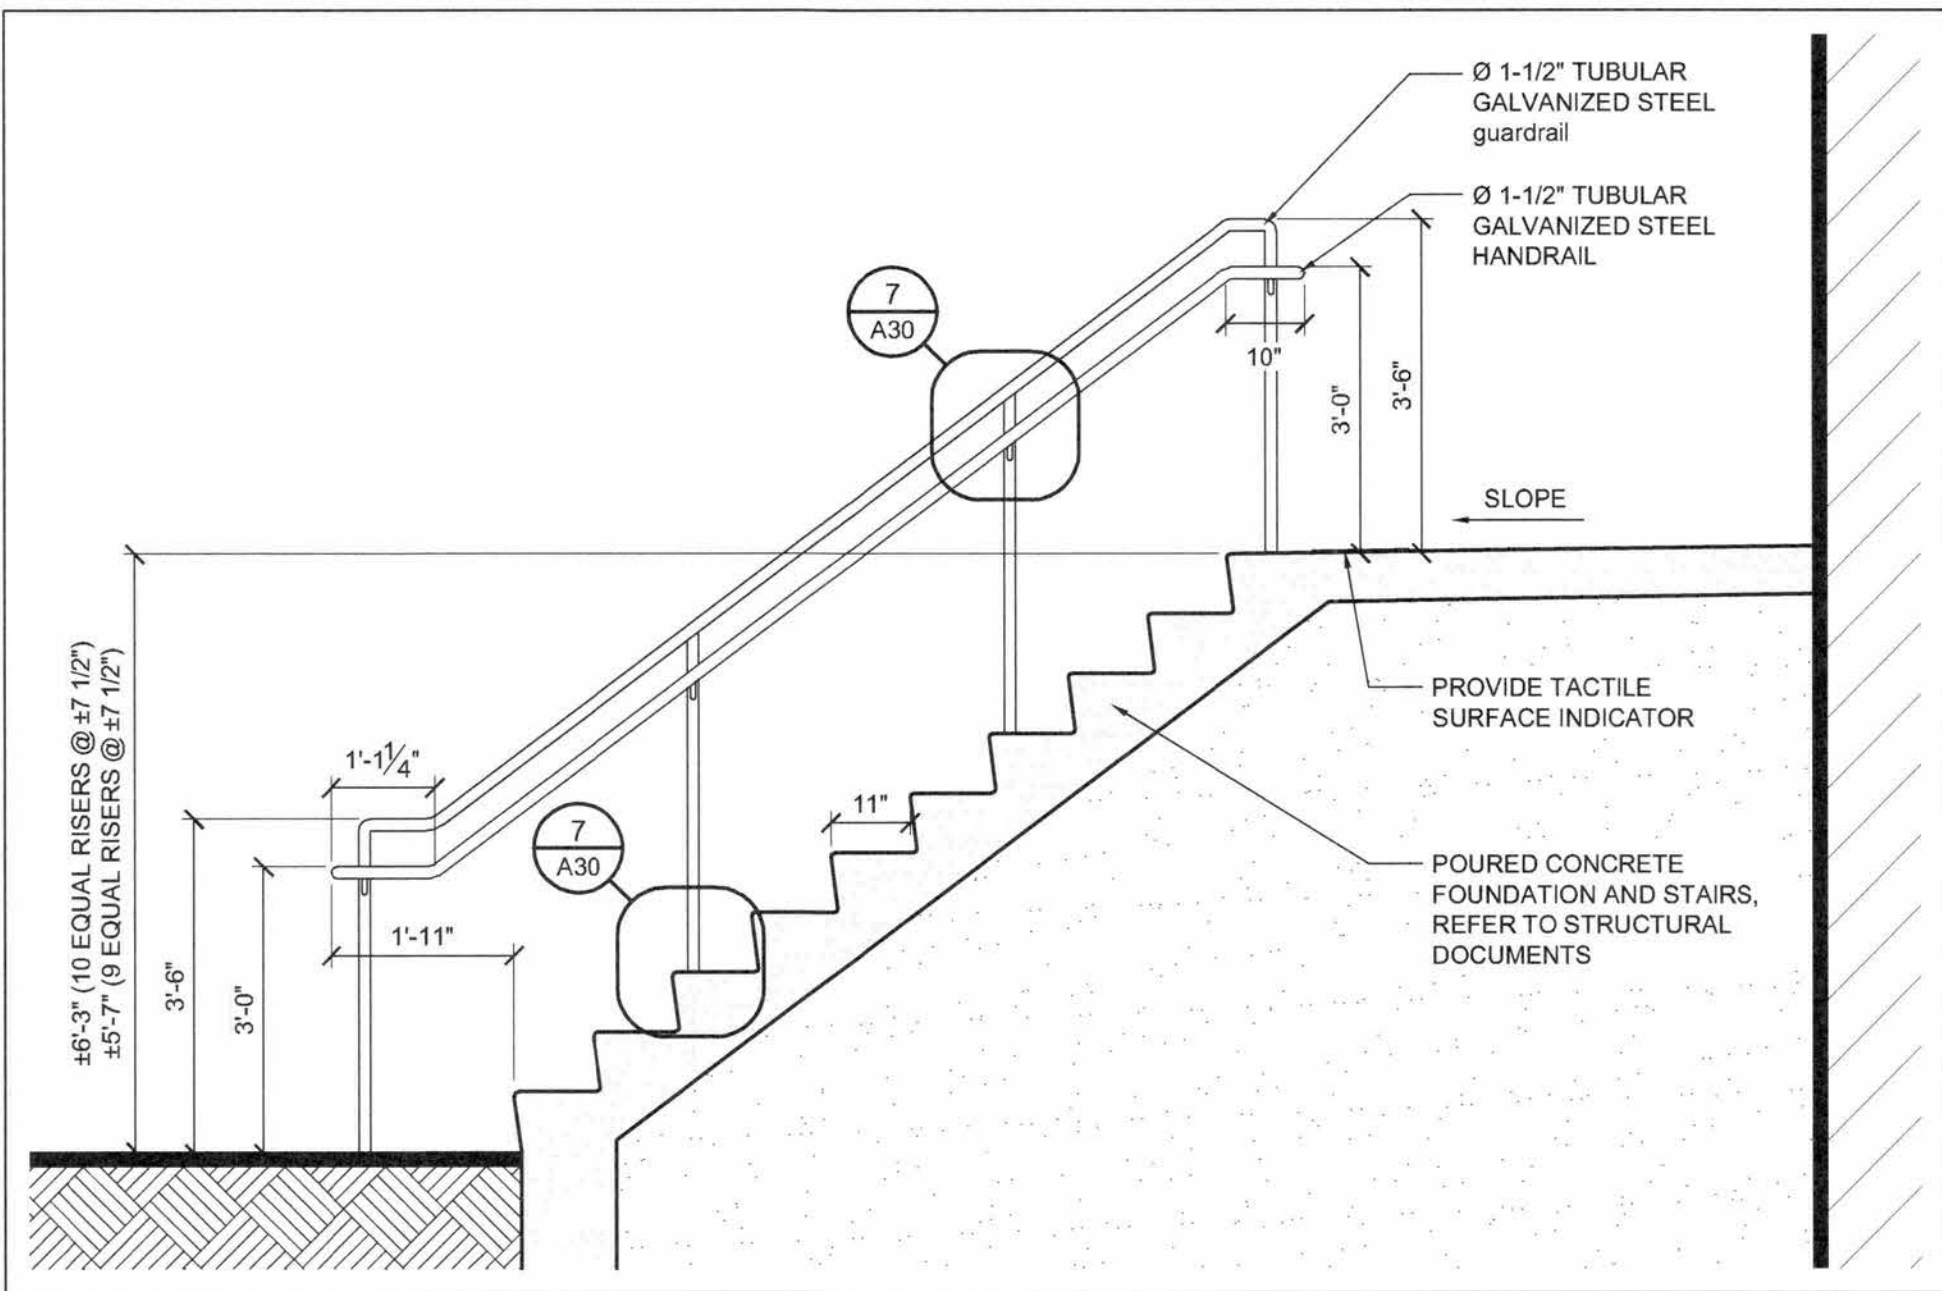 Ø 1-1/2" TUBULAR
GALVANIZED STEEL
guardrail
Ø 1-1/2" TUBULAR
GALVANIZED STEEL
HANDRAIL
7
A30
10"
3'-0"
3'-6"
SLOPE
PROVIDE TACTILE
SURFACE INDICATOR
±6'-3" (10 EQUAL RISERS @ ±7 1/2")
±5'-7" (9 EQUAL RISERS @ ±7 1/2")
1'-1 1/4"
11"
7
A30
1'-11"
3'-6"
3'-0"
POURED CONCRETE
FOUNDATION AND STAIRS,
REFER TO STRUCTURAL
DOCUMENTS